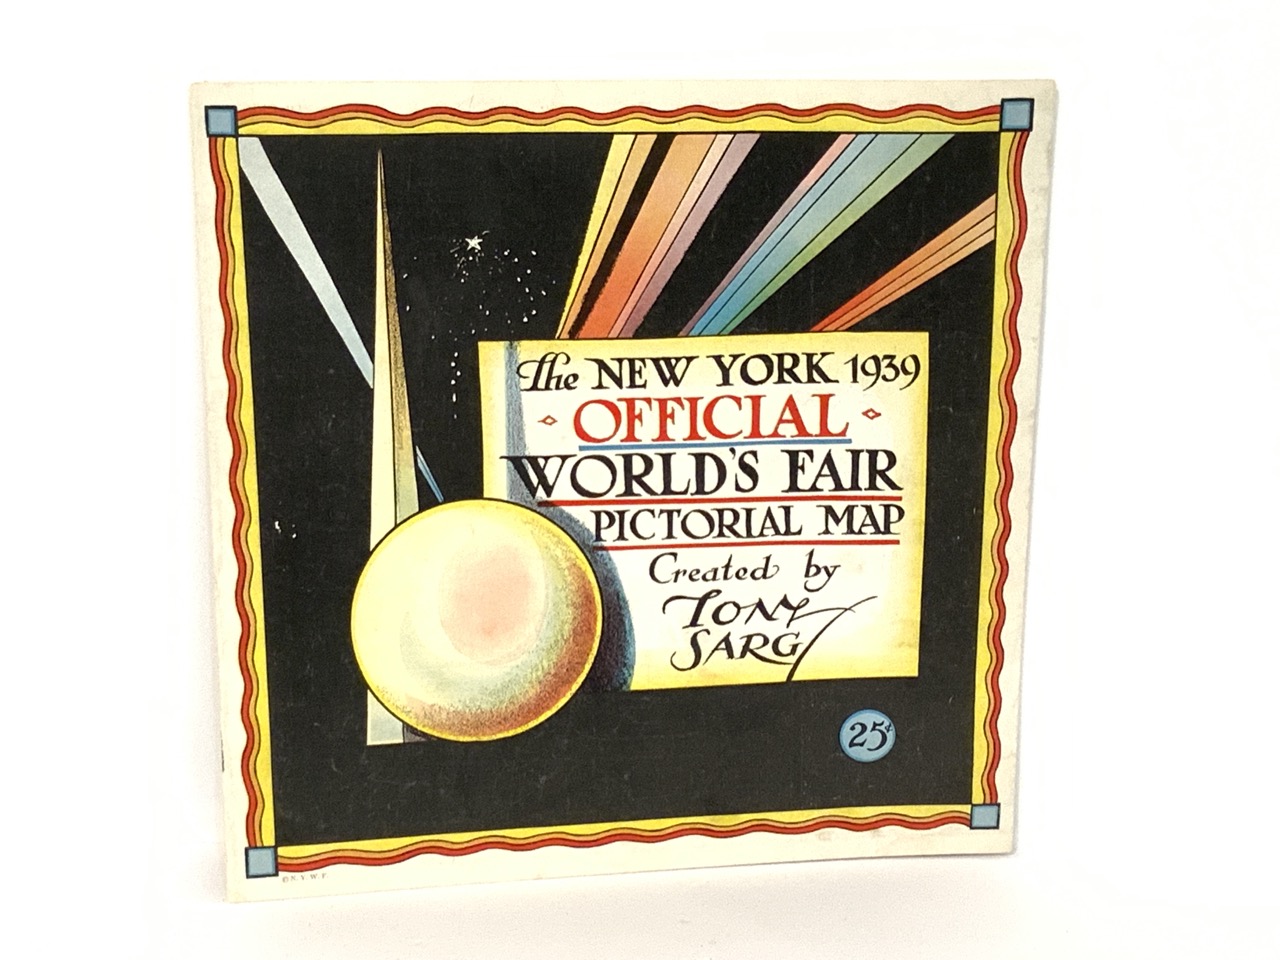 The NEW YORK 1939
OFFICIAL
WORLD'S FAIR
PICTORIAL MAP
Created by
TONY
SARG
25¢
© N.Y.W.F.